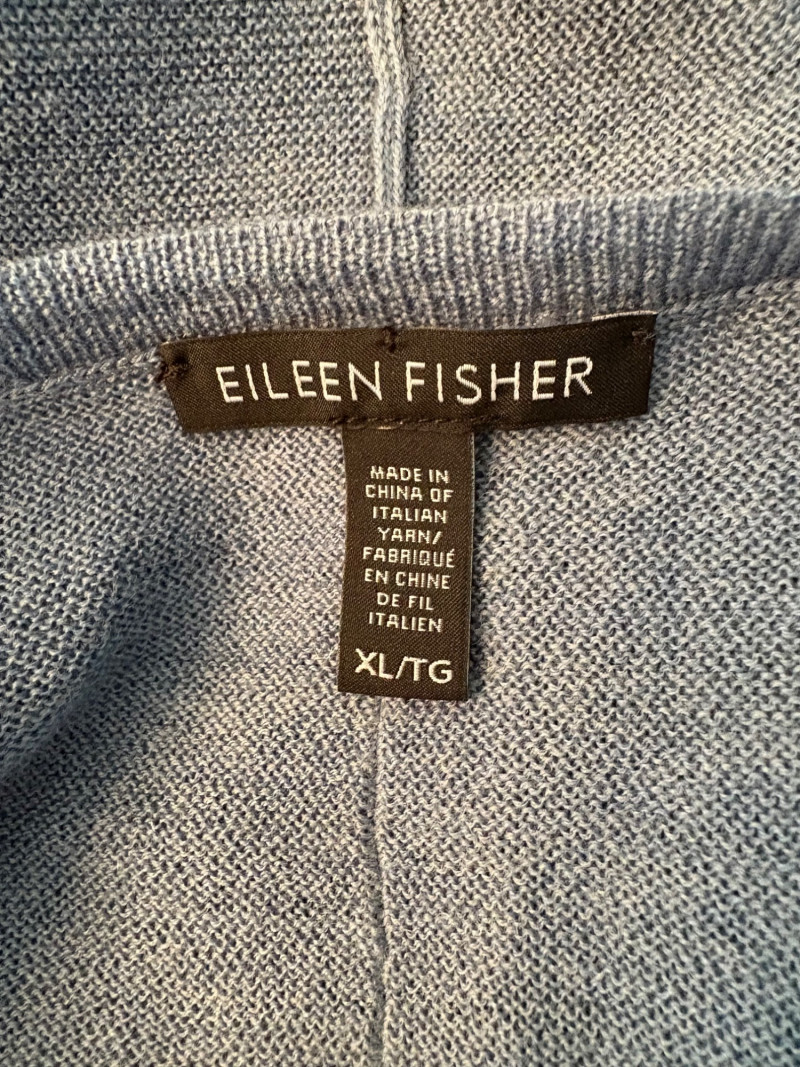 EILEEN FISHER
MADE IN
CHINA OF
ITALIAN
YARN/
FABRIQUÉ
EN CHINE
DE FIL
ITALIEN
XL/TG